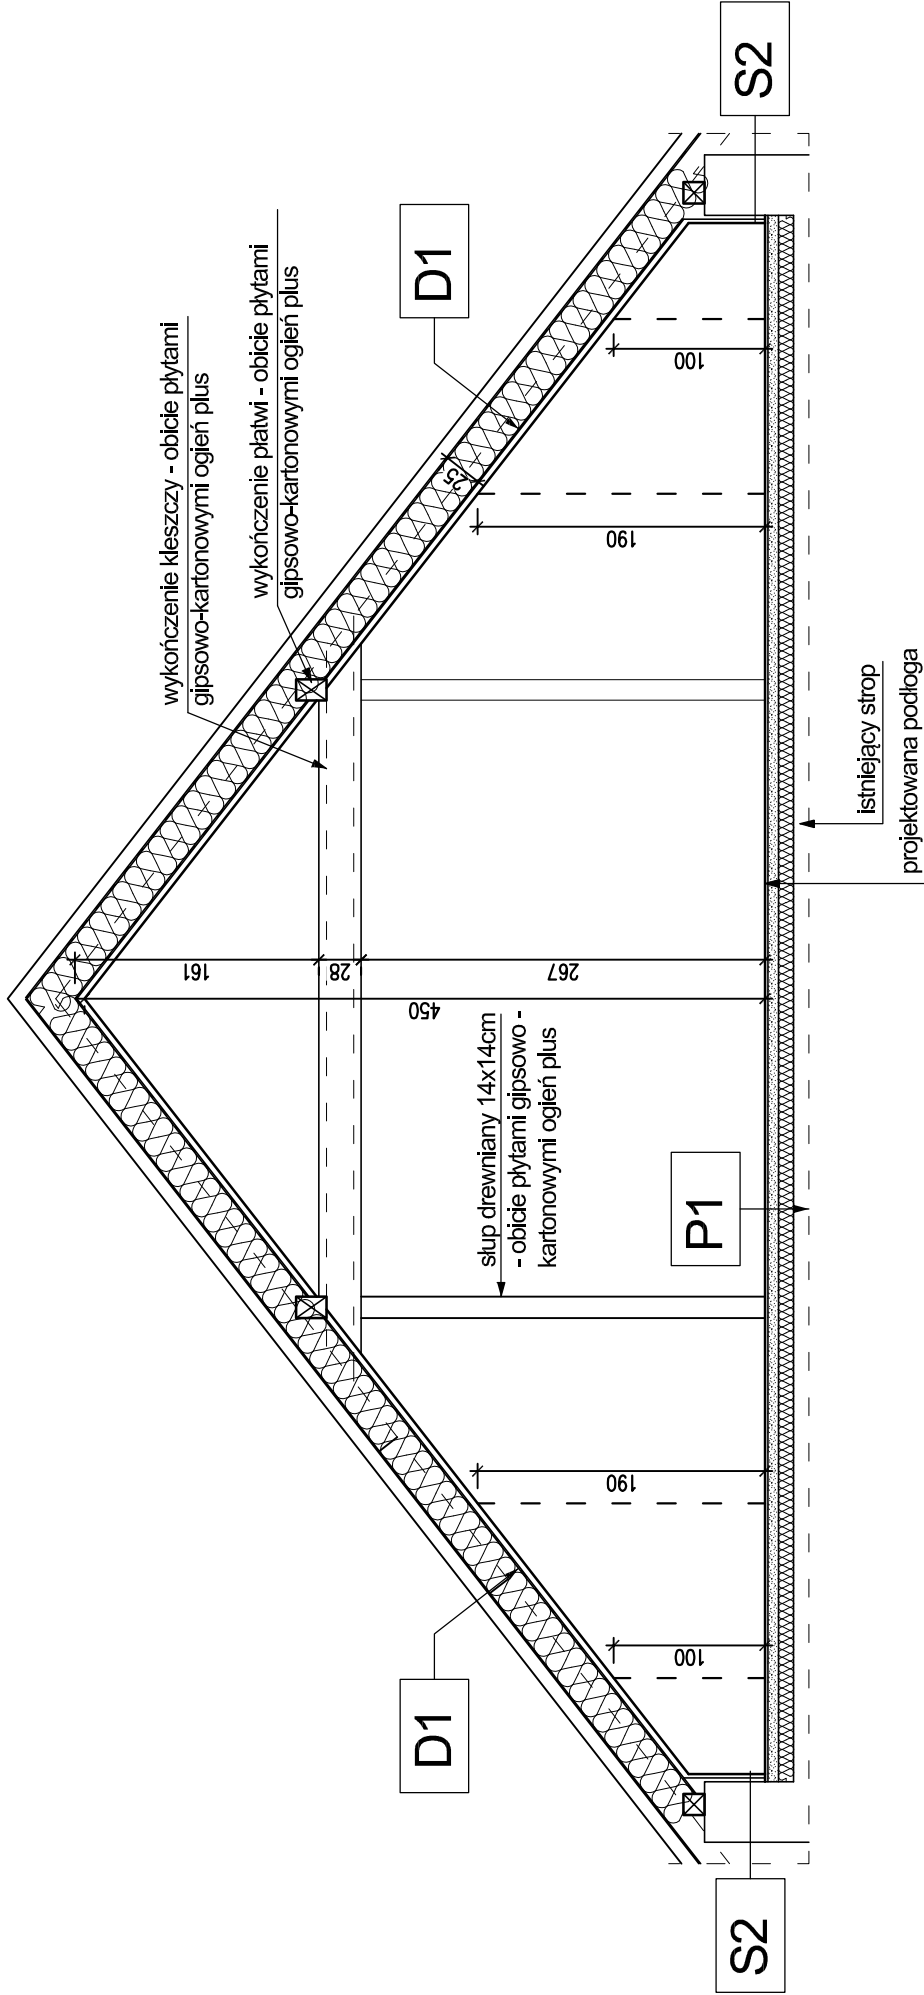 wykończenie kleszczy - obicie płytami
gipsowo-kartonowymi ogień plus
wykończenie płatwi - obicie płytami
gipsowo-kartonowymi ogień plus
D1
D1
S2
S2
25
161
28
267
450
190
190
100
100
słup drewniany 14x14cm
- obicie płytami gipsowo -
kartonowymi ogień plus
P1
istniejący strop
projektowana podłoga